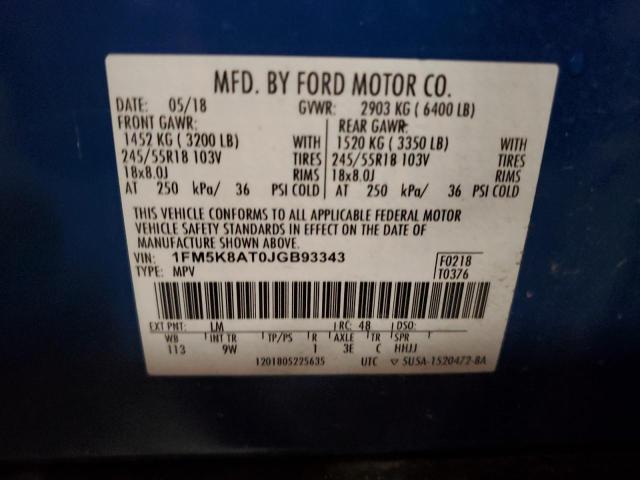 MFD. BY FORD MOTOR CO.
DATE: 05/18 GVWR: 2903 KG ( 6400 LB)
FRONT GAWR: REAR GAWR:
1452 KG ( 3200 LB) WITH 1520 KG ( 3350 LB) WITH
245/55R18 103V TIRES 245/55R18 103V TIRES
18x8.0J RIMS 18x8.0J RIMS
AT 250 kPa/ 36 PSI COLD AT 250 kPa/ 36 PSI COLD
THIS VEHICLE CONFORMS TO ALL APPLICABLE FEDERAL MOTOR
VEHICLE SAFETY STANDARDS IN EFFECT ON THE DATE OF
MANUFACTURE SHOWN ABOVE.
VIN: 1FM5K8AT0JGB93343 F0218
TYPE: MPV T0376
EXT PNT: LM RC: 48 DSO:
WB INT TR TP/PS R AXLE TR SPR
113 9W 1 3E C HHJJ
1201805225635 UTC ▽ 5U5A-1520472-8A